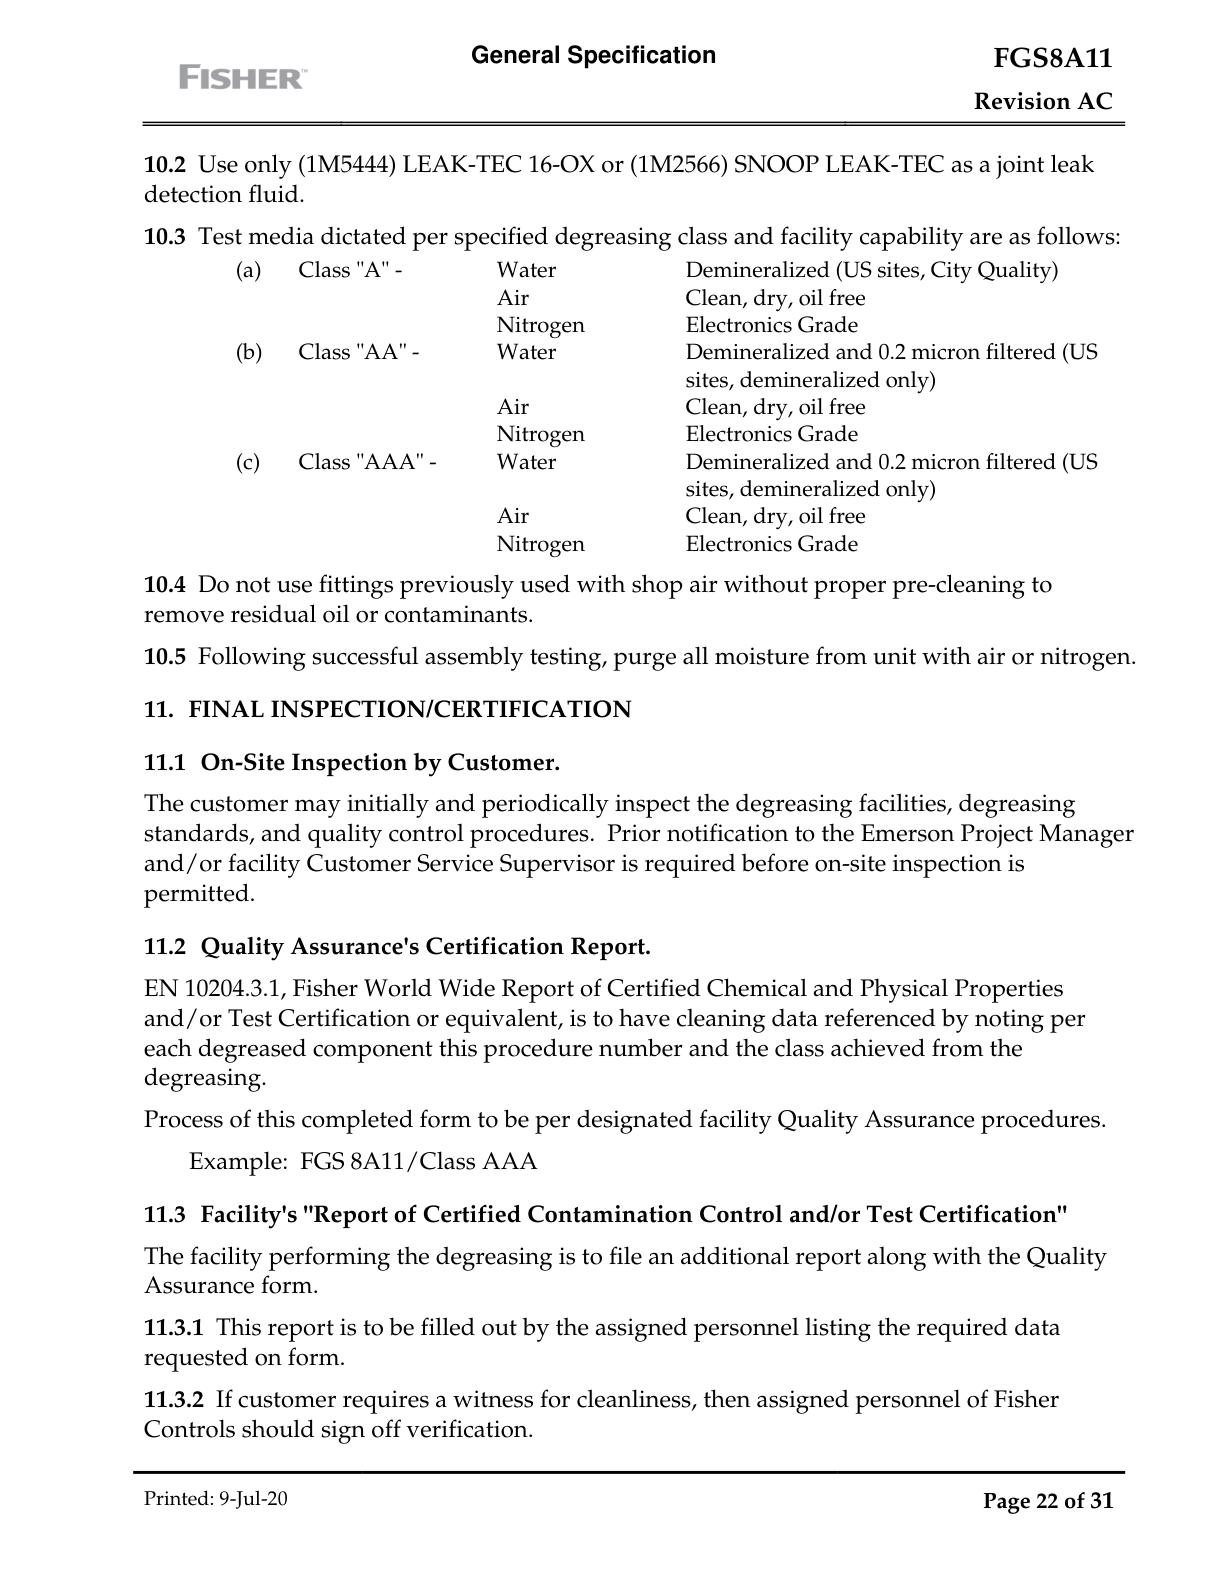 FISHER™
General Specification
FGS8A11
Revision AC
10.2 Use only (1M5444) LEAK-TEC 16-OX or (1M2566) SNOOP LEAK-TEC as a joint leak
detection fluid.
10.3 Test media dictated per specified degreasing class and facility capability are as follows:
(a) Class "A" - Water Demineralized (US sites, City Quality)
Air Clean, dry, oil free
Nitrogen Electronics Grade
(b) Class "AA" - Water Demineralized and 0.2 micron filtered (US
sites, demineralized only)
Air Clean, dry, oil free
Nitrogen Electronics Grade
(c) Class "AAA" - Water Demineralized and 0.2 micron filtered (US
sites, demineralized only)
Air Clean, dry, oil free
Nitrogen Electronics Grade
10.4 Do not use fittings previously used with shop air without proper pre-cleaning to
remove residual oil or contaminants.
10.5 Following successful assembly testing, purge all moisture from unit with air or nitrogen.
11. FINAL INSPECTION/CERTIFICATION
11.1 On-Site Inspection by Customer.
The customer may initially and periodically inspect the degreasing facilities, degreasing
standards, and quality control procedures. Prior notification to the Emerson Project Manager
and/or facility Customer Service Supervisor is required before on-site inspection is
permitted.
11.2 Quality Assurance's Certification Report.
EN 10204.3.1, Fisher World Wide Report of Certified Chemical and Physical Properties
and/or Test Certification or equivalent, is to have cleaning data referenced by noting per
each degreased component this procedure number and the class achieved from the
degreasing.
Process of this completed form to be per designated facility Quality Assurance procedures.
Example: FGS 8A11/Class AAA
11.3 Facility's "Report of Certified Contamination Control and/or Test Certification"
The facility performing the degreasing is to file an additional report along with the Quality
Assurance form.
11.3.1 This report is to be filled out by the assigned personnel listing the required data
requested on form.
11.3.2 If customer requires a witness for cleanliness, then assigned personnel of Fisher
Controls should sign off verification.
Printed: 9-Jul-20
Page 22 of 31